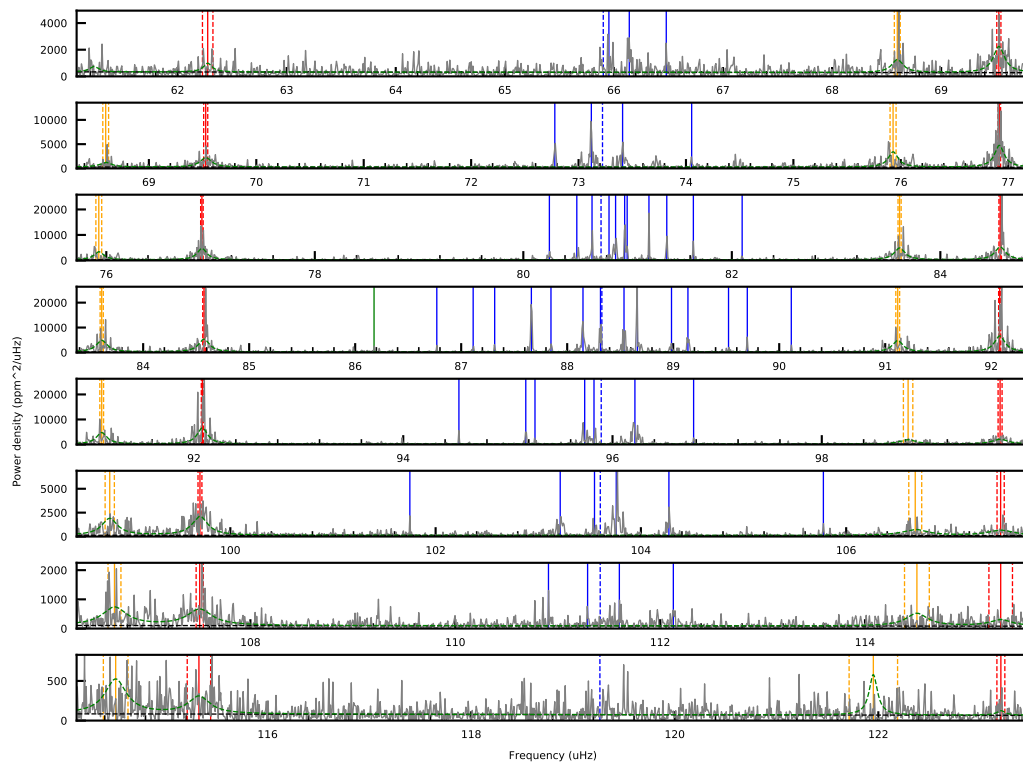 4000
2000
0
62 63 64 65 66 67 68 69
10000
5000
0
69 70 71 72 73 74 75 76 77
20000
10000
0
76 78 80 82 84
20000
10000
0
84 85 86 87 88 89 90 91 92
20000
10000
0
92 94 96 98
5000
2500
0
100 102 104 106
2000
1000
0
108 110 112 114
500
0
116 118 120 122
Power density (ppm^2/uHz)
Frequency (uHz)